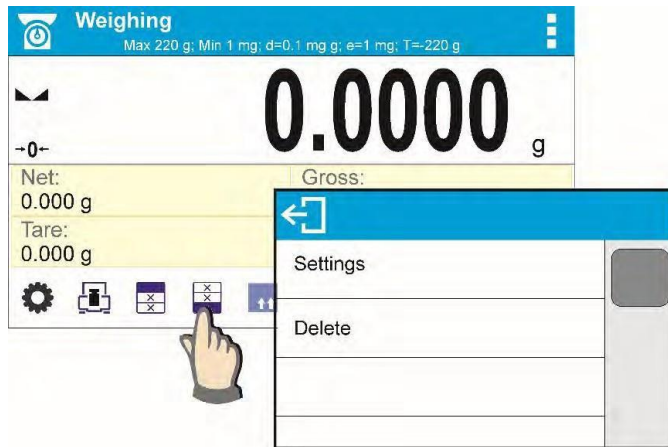 Weighing
Max 220 g; Min 1 mg; d=0.1 mg g; e=1 mg; T=-220 g
0.0000 g
→0←
Net:
0.000 g
Gross:
Tare:
0.000 g
Settings
Delete